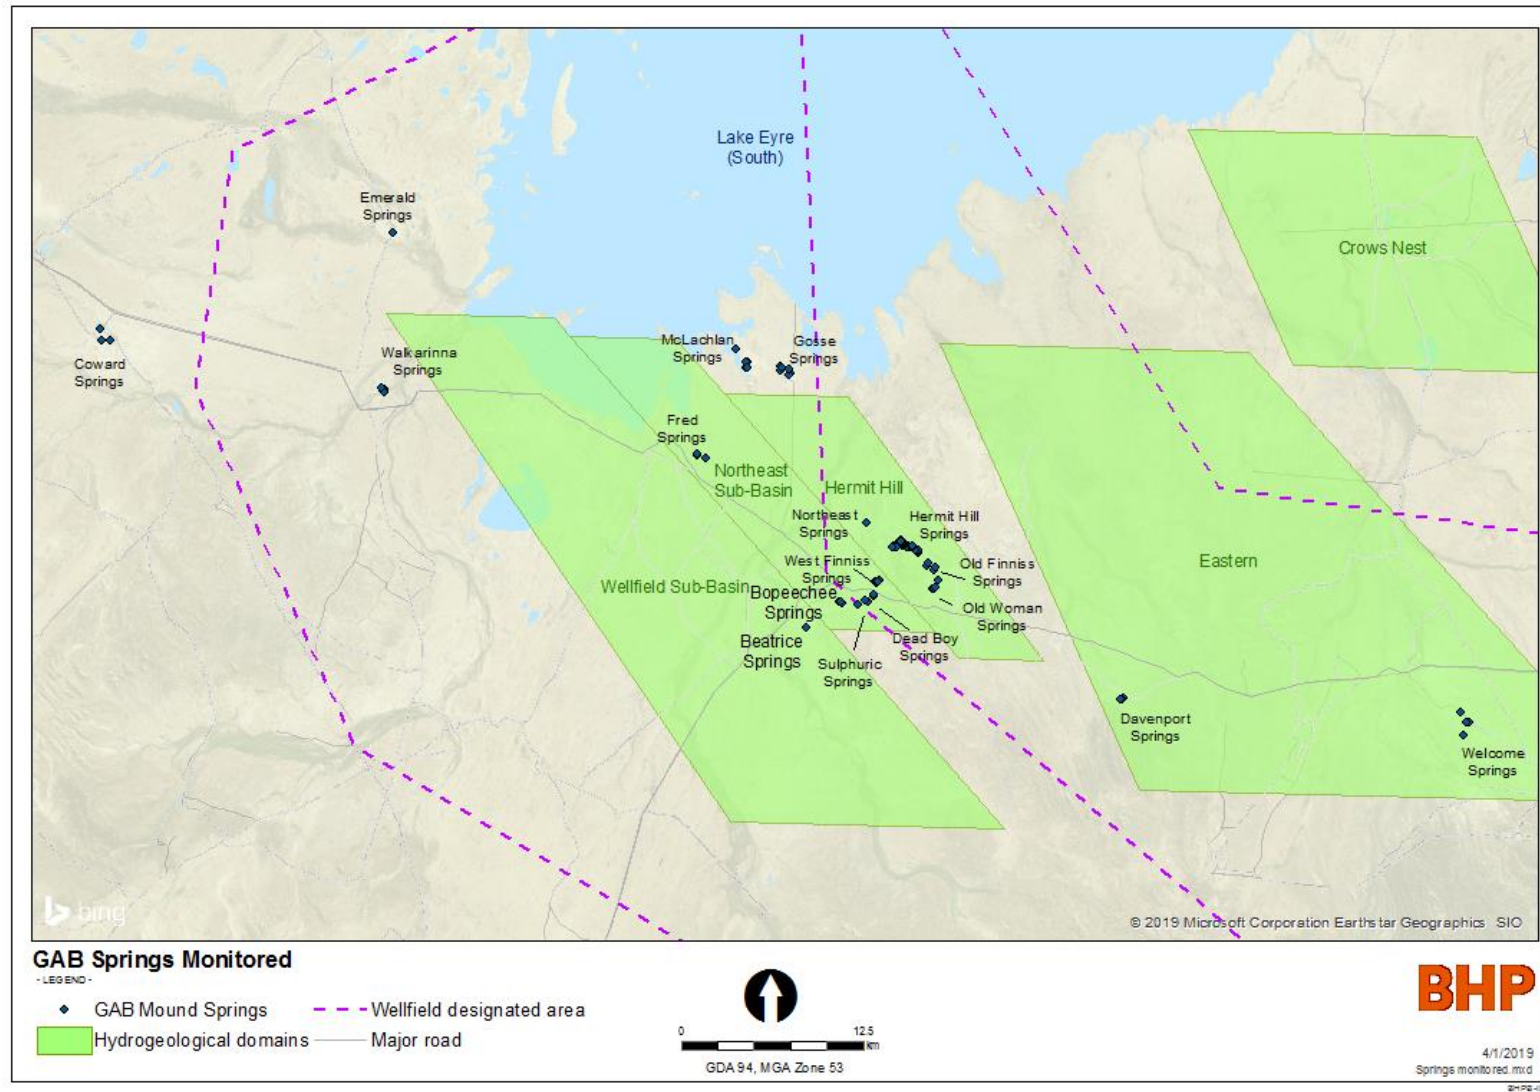 Lake Eyre
(South)
Emerald
Springs
Crows Nest
Coward
Springs
Walkarinna
Springs
McLachlan
Springs
Gosse
Springs
Fred
Springs
Northeast
Sub-Basin
Hermit Hill
Northeast
Springs
Hermit Hill
Springs
West Finniss
Springs
Old Finniss
Springs
Eastern
Wellfield Sub-Basin
Bopeechee
Springs
Old Woman
Springs
Beatrice
Springs
Dead Boy
Springs
Sulphuric
Springs
Davenport
Springs
Welcome
Springs
bing
© 2019 Microsoft Corporation Earthstar Geographics SIO
GAB Springs Monitored
- LEGEND -
GAB Mound Springs
Wellfield designated area
Hydrogeological domains
Major road
0 12.5
km
GDA 94, MGA Zone 53
BHP
4/1/2019
Springs monitored.mxd